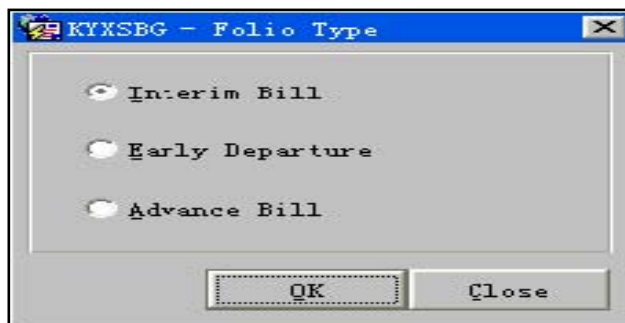 KYXSBG - Folio Type
Interim Bill
Early Departure
Advance Bill
OK Close